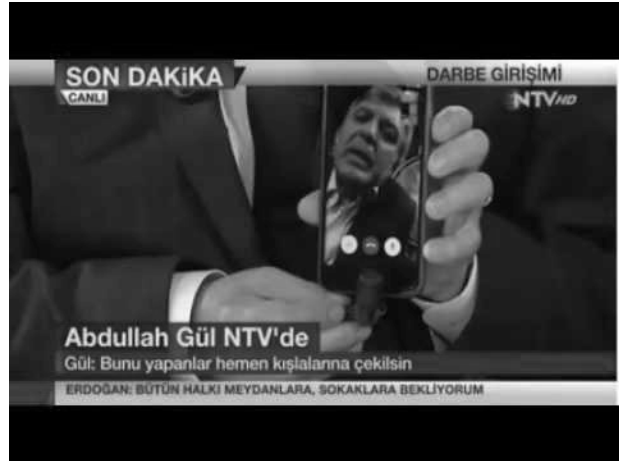 SON DAKİKA
DARBE GİRİŞİMİ
CANLI
NTV HD
Abdullah Gül NTV'de
Gül: Bunu yapanlar hemen kışlalarına çekilsin
ERDOĞAN: BÜTÜN HALKI MEYDANLARA, SOKAKLARA BEKLİYORUM